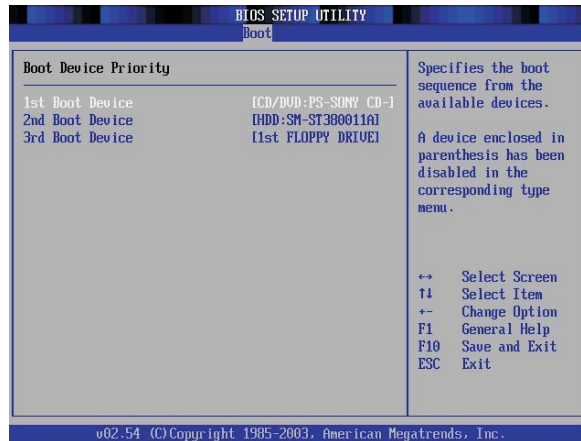 BIOS SETUP UTILITY
Boot
Boot Device Priority
1st Boot Device [CD/DVD:PS-SONY CD-]
2nd Boot Device [HDD:SM-ST380011A]
3rd Boot Device [1st FLOPPY DRIVE]
Specifies the boot
sequence from the
available devices.
A device enclosed in
parenthesis has been
disabled in the
corresponding type
menu.
↔ Select Screen
↑↓ Select Item
+- Change Option
F1 General Help
F10 Save and Exit
ESC Exit
v02.54 (C)Copyright 1985-2003, American Megatrends, Inc.